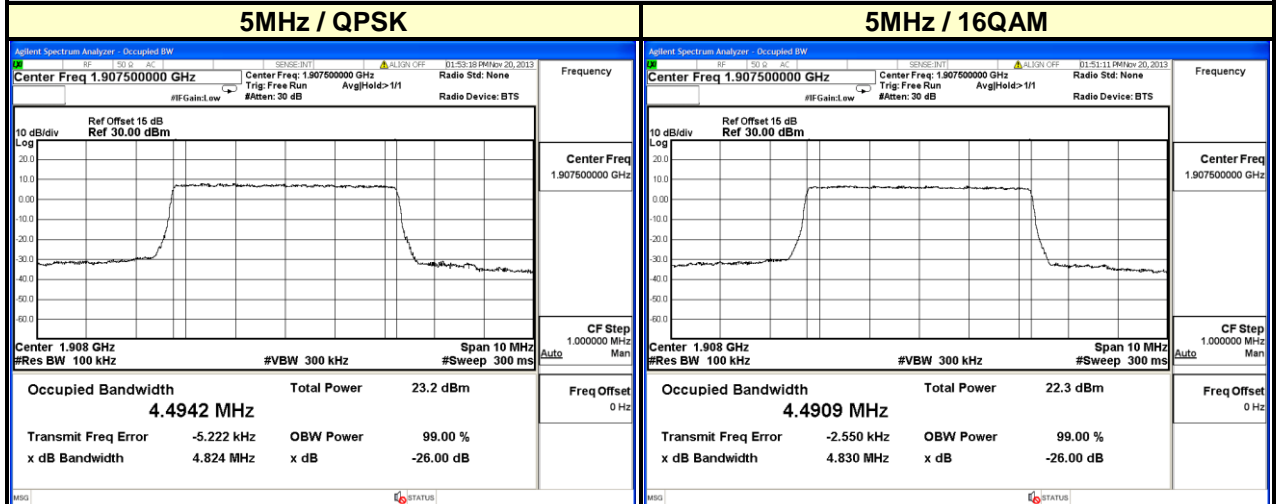 5MHz / QPSK
5MHz / 16QAM
Agilent Spectrum Analyzer - Occupied BW
RF 50 Ω AC SENSE:INT ALIGN OFF 01:53:18 PM Nov 20, 2013
Center Freq 1.907500000 GHz
Center Freq: 1.907500000 GHz
Radio Std: None
Trig: Free Run Avg|Hold:> 1/1
#IFGain:Low #Atten: 30 dB
Radio Device: BTS
Frequency
Ref Offset 15 dB
10 dB/div Ref 30.00 dBm
Log
20.0
10.0
0.00
-10.0
-20.0
-30.0
-40.0
-50.0
-60.0
Center Freq
1.907500000 GHz
Center 1.908 GHz Span 10 MHz
#Res BW 100 kHz #VBW 300 kHz #Sweep 300 ms
CF Step
1.000000 MHz
Auto Man
Occupied Bandwidth Total Power 23.2 dBm
4.4942 MHz
Transmit Freq Error -5.222 kHz OBW Power 99.00 %
x dB Bandwidth 4.824 MHz x dB -26.00 dB
Freq Offset
0 Hz
MSG STATUS
Agilent Spectrum Analyzer - Occupied BW
RF 50 Ω AC SENSE:INT ALIGN OFF 01:51:11 PM Nov 20, 2013
Center Freq 1.907500000 GHz
Center Freq: 1.907500000 GHz
Radio Std: None
Trig: Free Run Avg|Hold:> 1/1
#IFGain:Low #Atten: 30 dB
Radio Device: BTS
Frequency
Ref Offset 15 dB
10 dB/div Ref 30.00 dBm
Log
20.0
10.0
0.00
-10.0
-20.0
-30.0
-40.0
-50.0
-60.0
Center Freq
1.907500000 GHz
Center 1.908 GHz Span 10 MHz
#Res BW 100 kHz #VBW 300 kHz #Sweep 300 ms
CF Step
1.000000 MHz
Auto Man
Occupied Bandwidth Total Power 22.3 dBm
4.4909 MHz
Transmit Freq Error -2.550 kHz OBW Power 99.00 %
x dB Bandwidth 4.830 MHz x dB -26.00 dB
Freq Offset
0 Hz
MSG STATUS